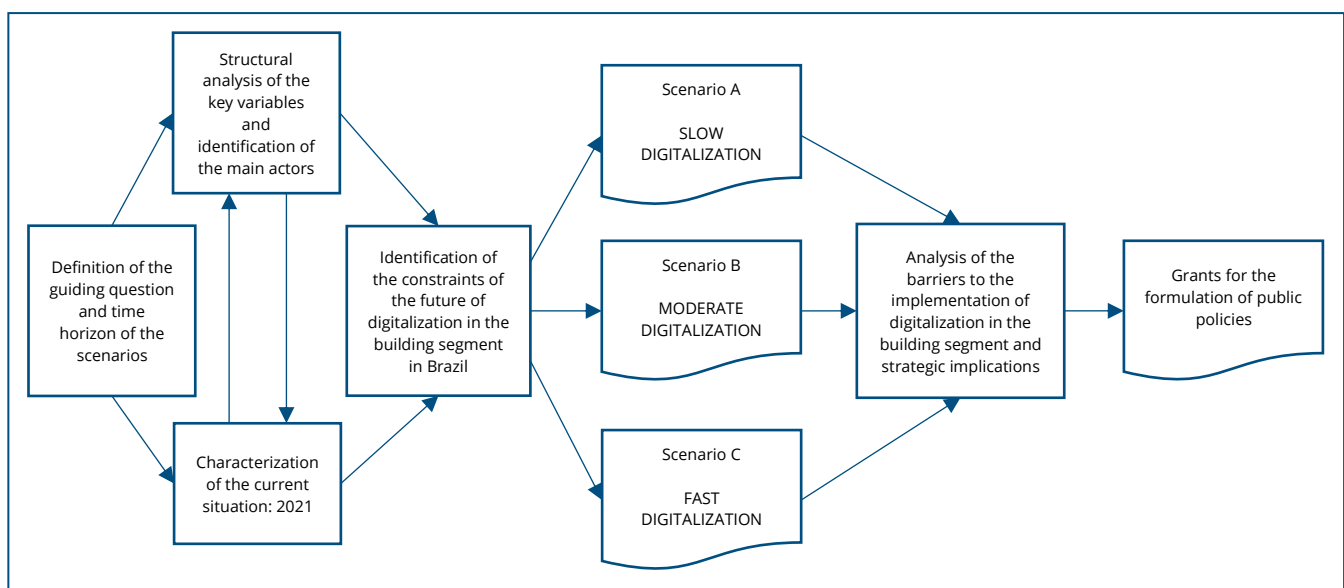 Definition of the
guiding question
and time
horizon of the
scenarios
Structural
analysis of the
key variables
and
identification of
the main actors
Characterization
of the current
situation: 2021
Identification of
the constraints of
the future of
digitalization in the
building segment
in Brazil
Scenario A
SLOW
DIGITALIZATION
Scenario B
MODERATE
DIGITALIZATION
Scenario C
FAST
DIGITALIZATION
Analysis of the
barriers to the
implementation of
digitalization in the
building segment and
strategic implications
Grants for the
formulation of public
policies